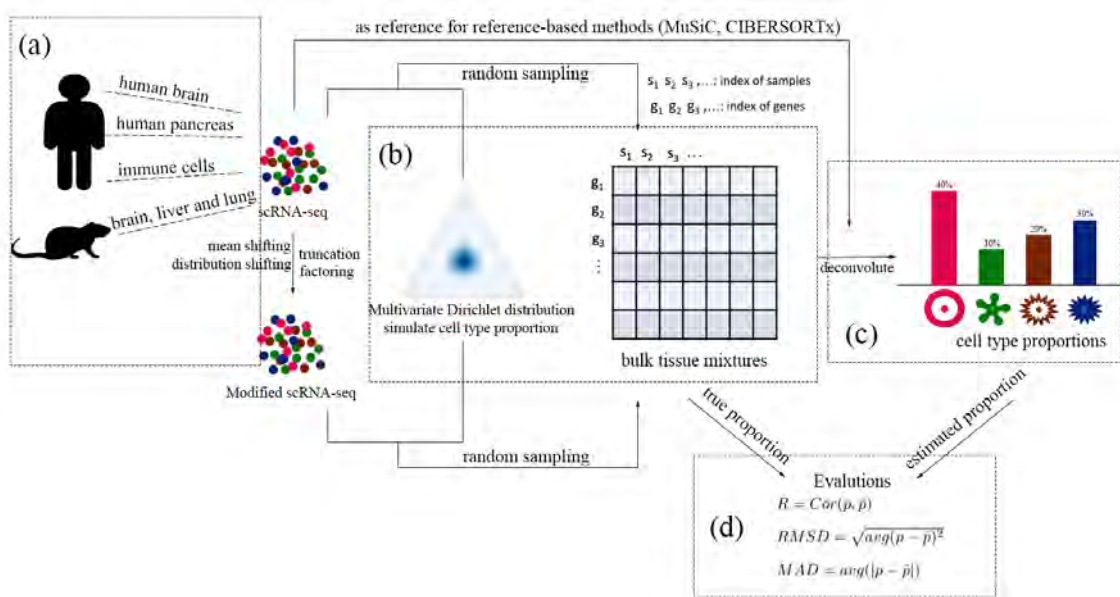 as reference for reference-based methods (MuSiC, CIBERSORTx)
(a)
random sampling
human brain
human pancreas
immune cells
brain, liver and lung
scRNA-seq
mean shifting
distribution shifting
truncation
factoring
Modified scRNA-seq
s1 s2 s3 ,...: index of samples
g1 g2 g3 ,...: index of genes
(b)
s1 s2 s3 ...
g1
g2
g3
⋮
Multivariate Dirichlet distribution
simulate cell type proportion
bulk tissue mixtures
random sampling
deconvolute
40%
10%
20%
30%
(c)
cell type proportions
true proportion
estimated proportion
(d)
Evalutions
R = Cor(p, p̂)
RMSD = √avg(p − p̂)²
MAD = avg(|p − p̂|)